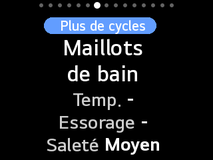 Plus de cycles
Maillots
de bain
Temp. -
Essorage -
Saleté Moyen